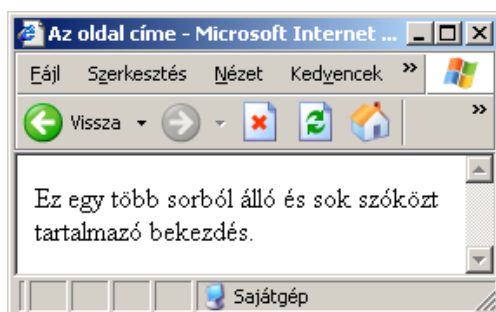 Az oldal címe - Microsoft Internet ...
Fájl Szerkesztés Nézet Kedvencek »
Vissza »
Ez egy több sorból álló és sok szóközt
tartalmazó bekezdés.
Sajátgép